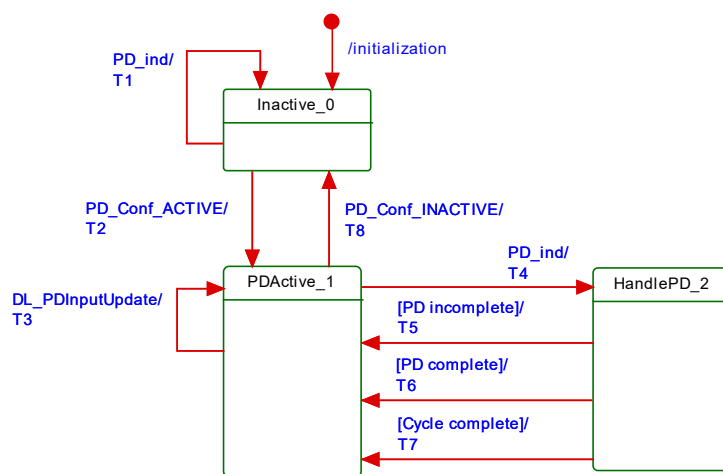 /initialization
PD_ind/
T1
Inactive_0
PD_Conf_ACTIVE/
T2
PD_Conf_INACTIVE/
T8
PD_ind/
T4
DL_PDInputUpdate/
T3
PDActive_1
HandlePD_2
[PD incomplete]/
T5
[PD complete]/
T6
[Cycle complete]/
T7